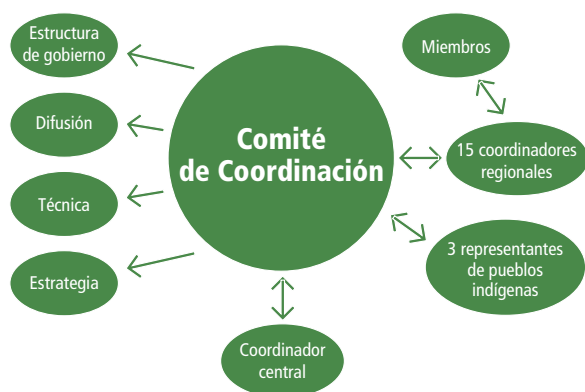 Estructura
de gobierno
Difusión
Técnica
Estrategia
Comité
de Coordinación
Miembros
15 coordinadores
regionales
3 representantes
de pueblos
indígenas
Coordinador
central